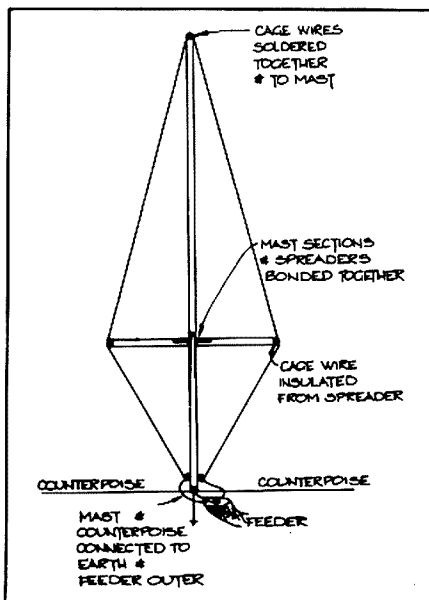 CAGE WIRES
SOLDERED
TOGETHER
& TO MAST
MAST SECTIONS
& SPREADERS
BONDED TOGETHER
CAGE WIRE
INSULATED
FROM SPREADER
COUNTERPOISE
COUNTERPOISE
MAST &
COUNTERPOISE
CONNECTED TO
EARTH &
FEEDER OUTER
FEEDER